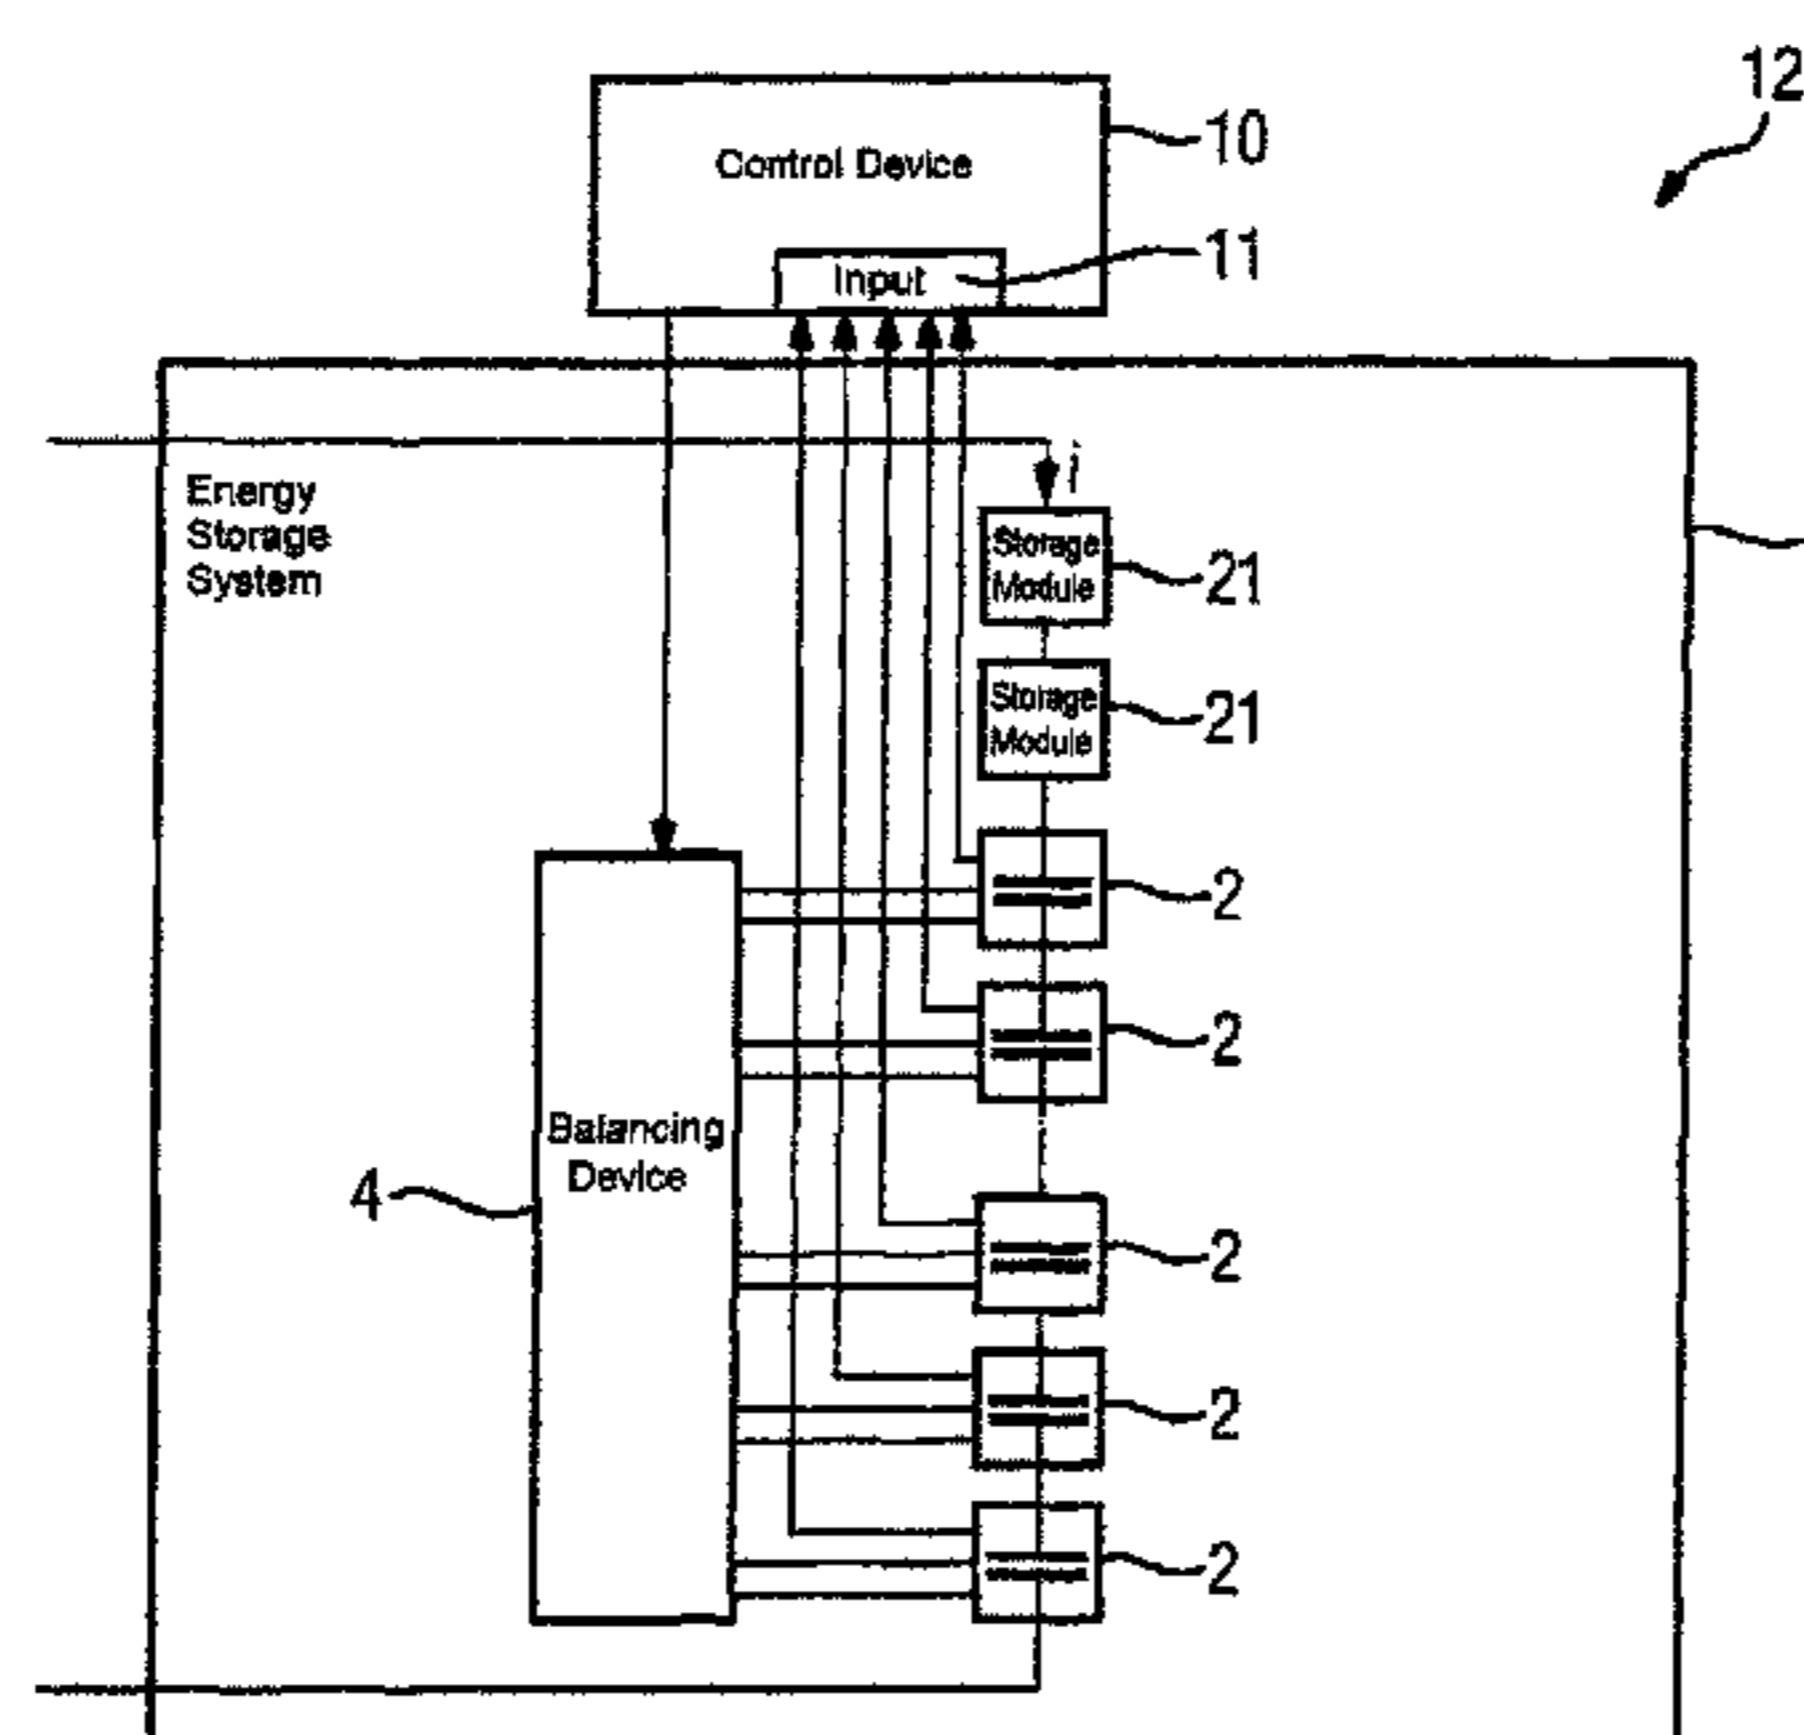 12
10
Control Device
11
Input
i
Energy
Storage
System
Storage
Module
21
Storage
Module
21
2
2
Balancing
Device
4
2
2
2